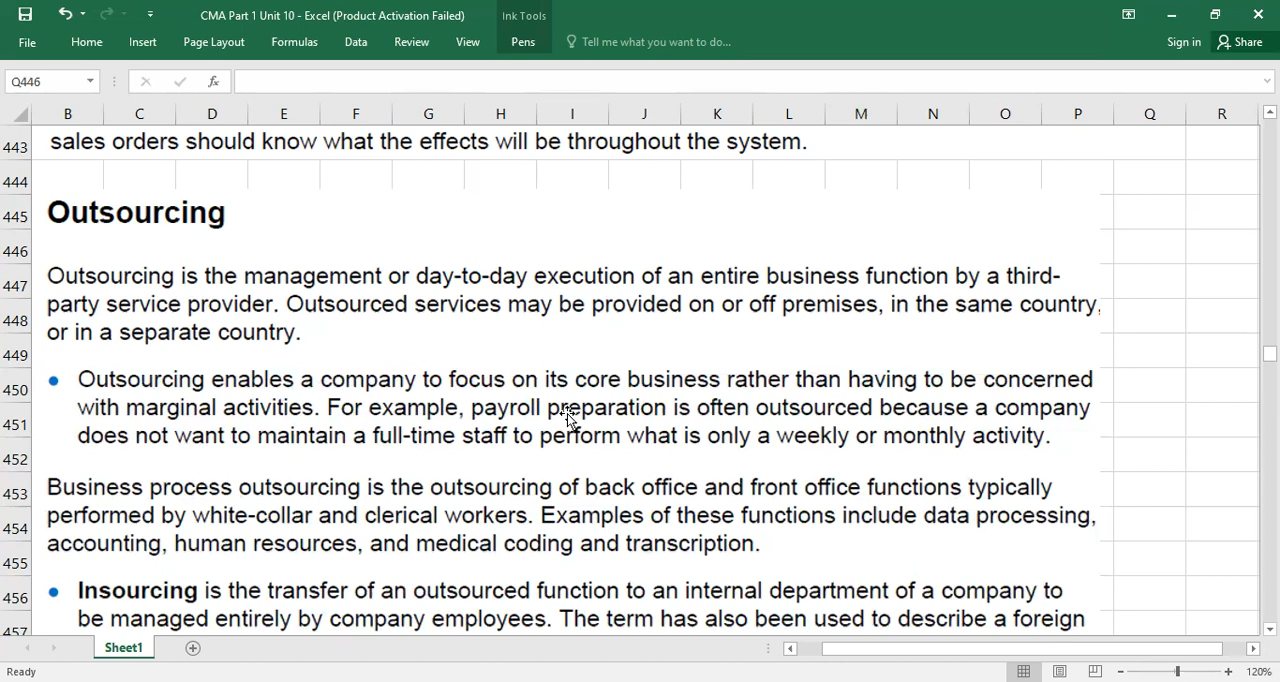 CMA Part 1 Unit 10 - Excel (Product Activation Failed)
Ink Tools
File
Home
Insert
Page Layout
Formulas
Data
Review
View
Pens
Tell me what you want to do...
Sign in
Share
Q446
fx
B C D E F G H I J K L M N O P Q R
443
sales orders should know what the effects will be throughout the system.
444
445
Outsourcing
446
447
Outsourcing is the management or day-to-day execution of an entire business function by a third-
448
party service provider. Outsourced services may be provided on or off premises, in the same country,
449
or in a separate country.
450
• Outsourcing enables a company to focus on its core business rather than having to be concerned
451
with marginal activities. For example, payroll preparation is often outsourced because a company
452
does not want to maintain a full-time staff to perform what is only a weekly or monthly activity.
453
Business process outsourcing is the outsourcing of back office and front office functions typically
454
performed by white-collar and clerical workers. Examples of these functions include data processing,
455
accounting, human resources, and medical coding and transcription.
456
• Insourcing is the transfer of an outsourced function to an internal department of a company to
457
be managed entirely by company employees. The term has also been used to describe a foreign
Sheet1
Ready
120%